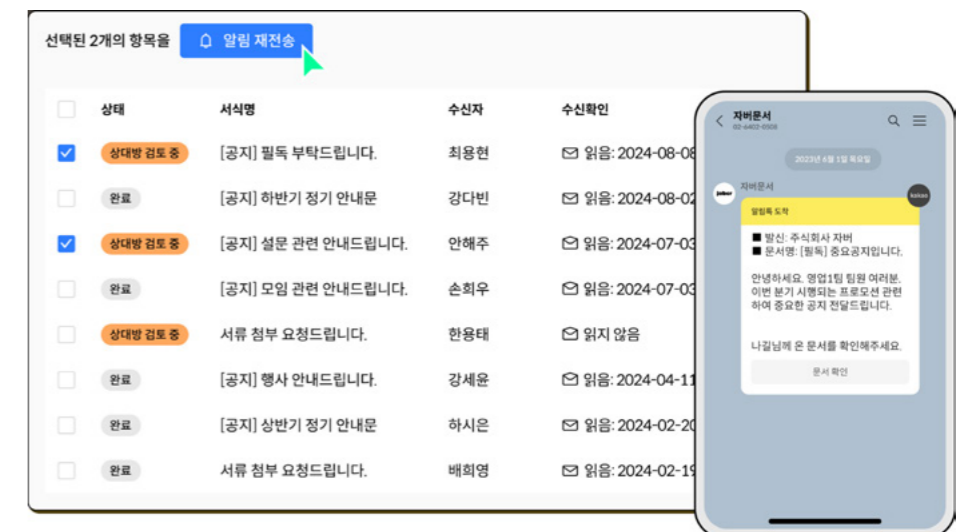 선택된 2개의 항목을 알림 재전송
상태 서식명 수신자 수신확인
상대방 검토 중 [공지] 필독 부탁드립니다. 최용현 읽음: 2024-08-08
완료 [공지] 하반기 정기 안내문 강다빈 읽음: 2024-08-02
상대방 검토 중 [공지] 설문 관련 안내드립니다. 안해주 읽음: 2024-07-03
완료 [공지] 모임 관련 안내드립니다. 손희우 읽음: 2024-07-03
상대방 검토 중 서류 첨부 요청드립니다. 한용태 읽지 않음
완료 [공지] 행사 안내드립니다. 강세윤 읽음: 2024-04-11
완료 [공지] 상반기 정기 안내문 하시은 읽음: 2024-02-20
완료 서류 첨부 요청드립니다. 배희영 읽음: 2024-02-19
자버문서
02-6402-0508
2023년 6월 1일 목요일
jober
자버문서
kakao
알림톡 도착
■ 발신: 주식회사 자버
■ 문서명: [필독] 중요공지입니다.
안녕하세요. 영업1팀 팀원 여러분.
이번 분기 시행되는 프로모션 관련
하여 중요한 공지 전달드립니다.
나길님께 온 문서를 확인해주세요.
문서 확인